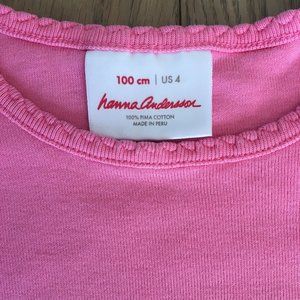 100 cm | US 4
hanna andersson
100% PIMA COTTON
MADE IN PERU